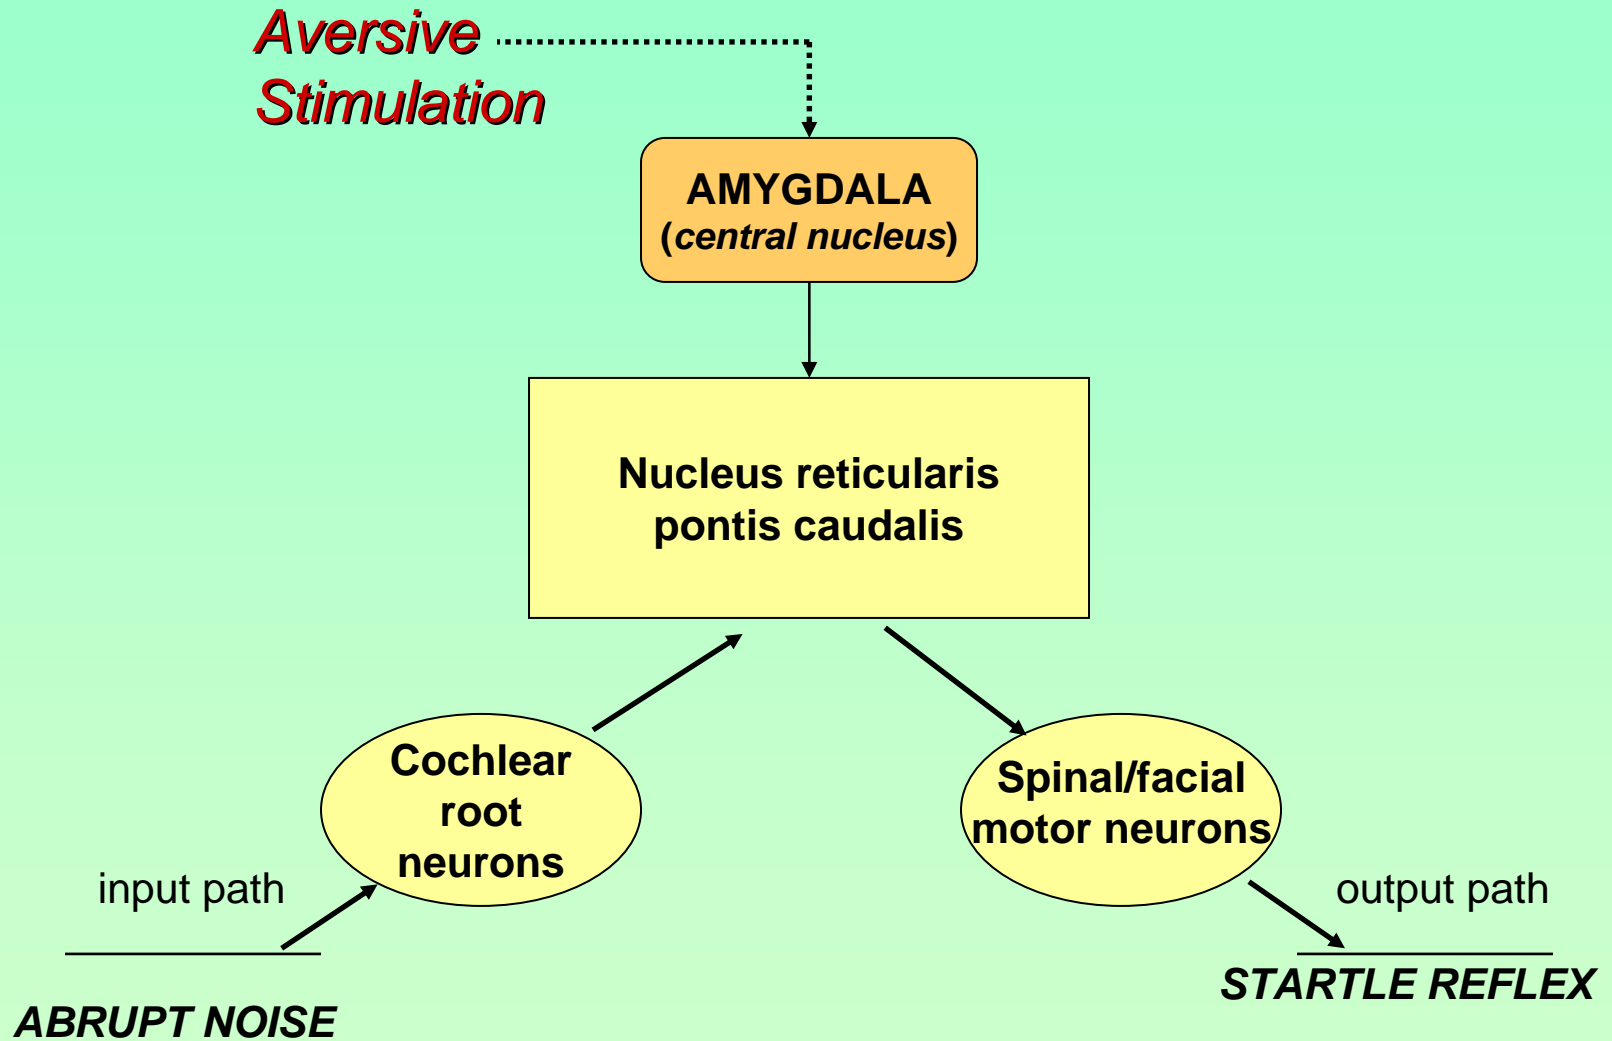 Aversive
Stimulation
AMYGDALA
(central nucleus)
Nucleus reticularis
pontis caudalis
Cochlear
root
neurons
Spinal/facial
motor neurons
input path
output path
ABRUPT NOISE
STARTLE REFLEX